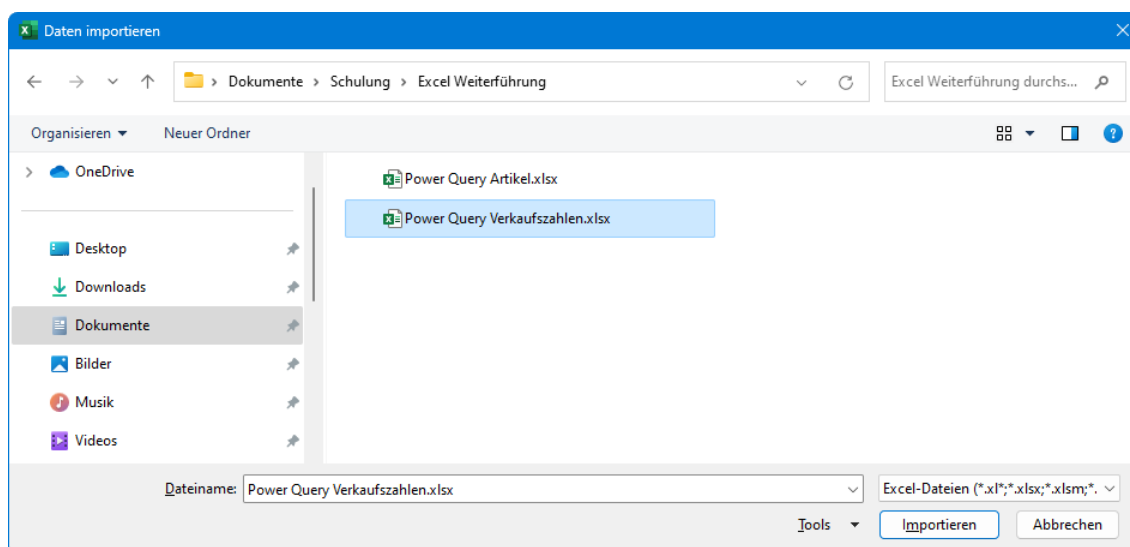 Daten importieren
Dokumente > Schulung > Excel Weiterführung
Excel Weiterführung durchs...
Organisieren
Neuer Ordner
OneDrive
Power Query Artikel.xlsx
Power Query Verkaufszahlen.xlsx
Desktop
Downloads
Dokumente
Bilder
Musik
Videos
Dateiname: Power Query Verkaufszahlen.xlsx
Excel-Dateien (*.xl*;*.xlsx;*.xlsm;*.
Tools
Importieren
Abbrechen